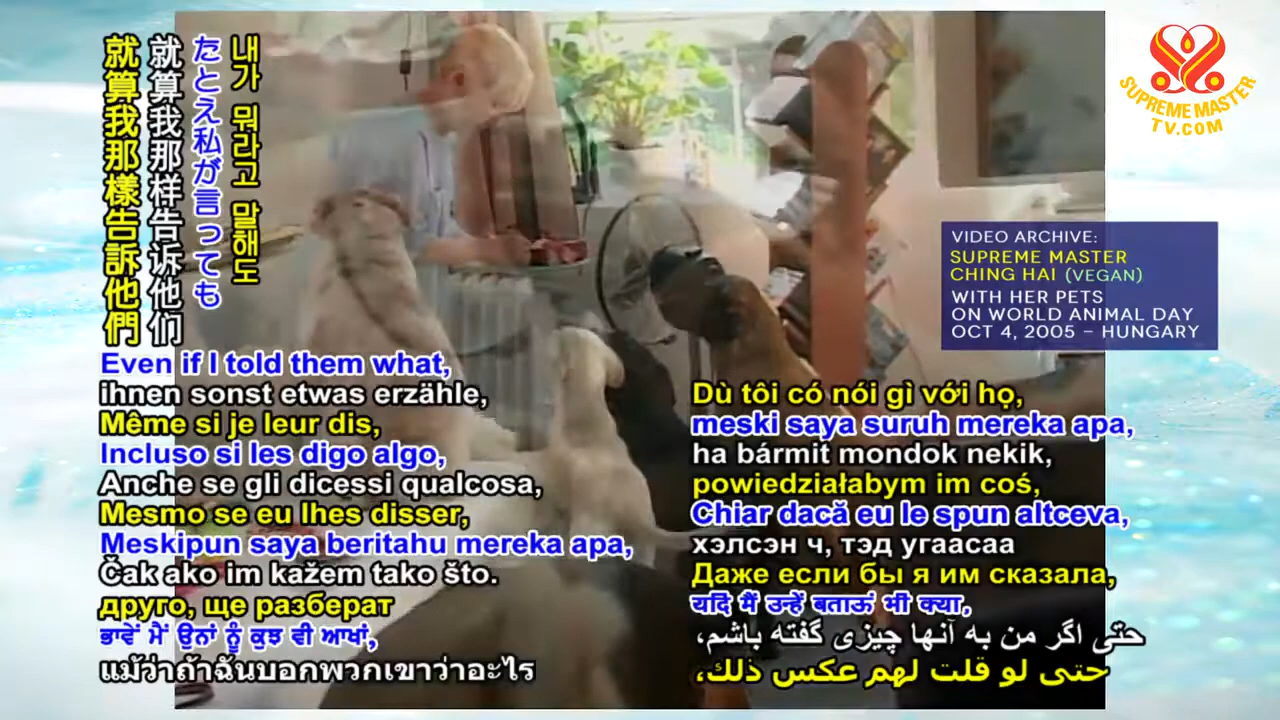 就算我那樣告訴他們
就算我那样告诉他们
たとえ私が言っても
내가 뭐라고 말해도
Even if I told them what,
ihnen sonst etwas erzähle,
Même si je leur dis,
Incluso si les digo algo,
Anche se gli dicessi qualcosa,
Mesmo se eu lhes disser,
Meskipun saya beritahu mereka apa,
Čak ako im kažem tako što.
друго, ще разберат
ਭਾਵੇਂ ਮੈਂ ਉਨਾਂ ਨੂੰ ਕੁਝ ਵੀ ਆਖਾਂ,
แม้ว่าถ้าฉันบอกพวกเขาว่าอะไร
Dù tôi có nói gì với họ,
meski saya suruh mereka apa,
ha bármit mondok nekik,
powiedziałabym im coś,
Chiar dacă eu le spun altceva,
хэлсэн ч, тэд угаасаа
Даже если бы я им сказала,
यदि मैं उन्हें बताऊं भी क्या,
حتی اگر من به آنها چیزی گفته باشم،
حتى لو قلت لهم عكس ذلك،
SUPREME MASTER
TV.COM
VIDEO ARCHIVE:
SUPREME MASTER
CHING HAI (VEGAN)
WITH HER PETS
ON WORLD ANIMAL DAY
OCT 4, 2005 – HUNGARY